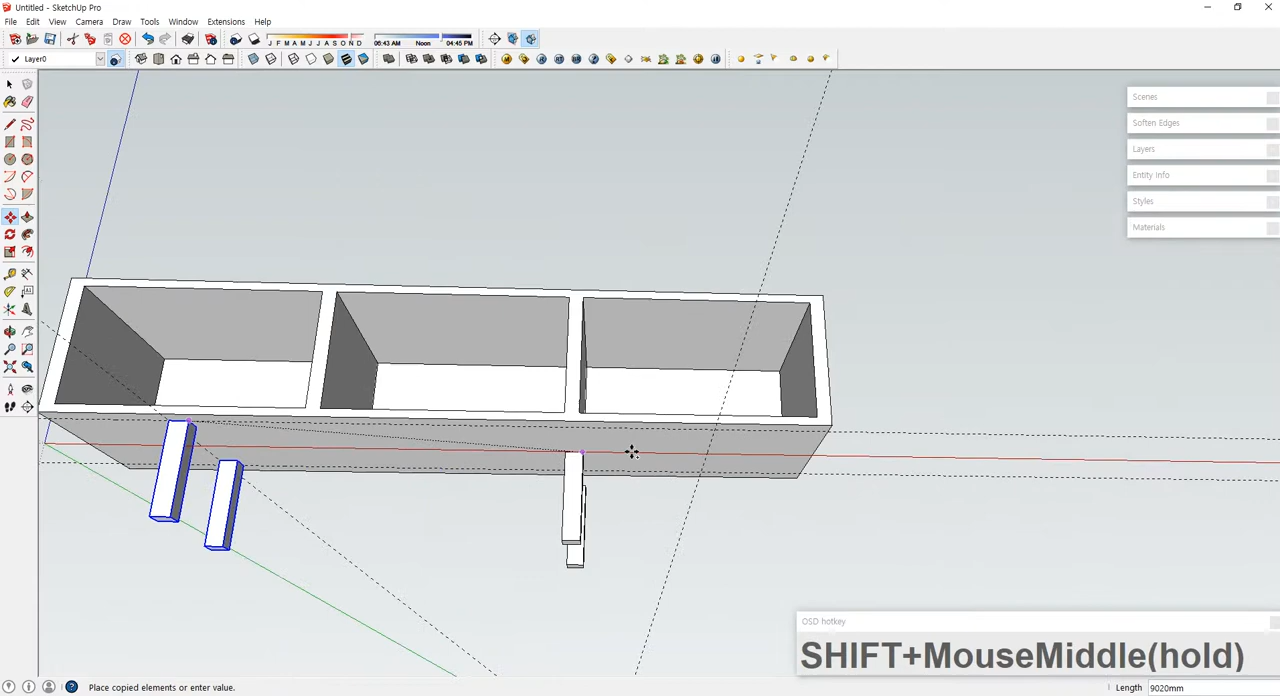 Untitled - SketchUp Pro
File Edit View Camera Draw Tools Window Extensions Help
J F M A M J J A S O N D 06:43 AM Noon 04:45 PM
Layer0
Scenes
Soften Edges
Layers
Entity Info
Styles
Materials
OSD hotkey
SHIFT+MouseMiddle(hold)
Place copied elements or enter value. Length 9020mm